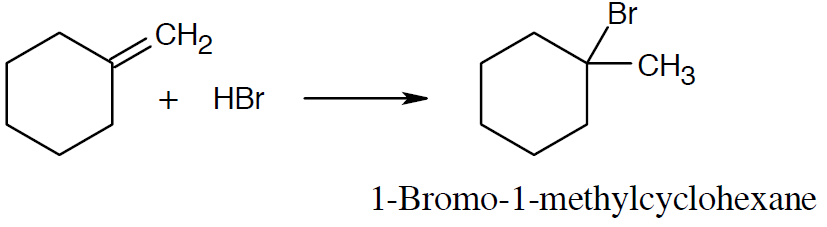 Br
CH₂
CH₃
+ HBr
1-Bromo-1-methylcyclohexane